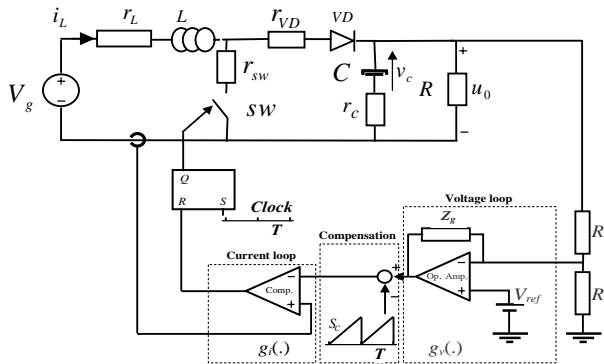 i_L
r_L
L
r_VD
VD
r_sw
C
v_c
R
u_0
V_g
sw
r_c
+
−
Q
R
S
Clock
T
Voltage loop
Z_g
Compensation
Current loop
Comp.
Op. Amp.
V_ref
S_C
T
g_i(.)
g_v(.)
R
R